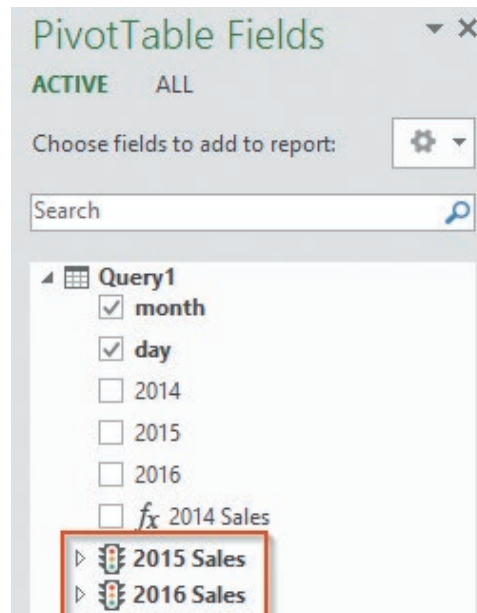 PivotTable Fields
ACTIVE ALL
Choose fields to add to report:
Search
Query1
month
day
2014
2015
2016
fx 2014 Sales
2015 Sales
2016 Sales